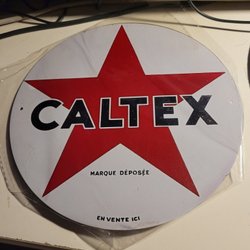 CALTEX
MARQUE DÉPOSÉE
EN VENTE ICI